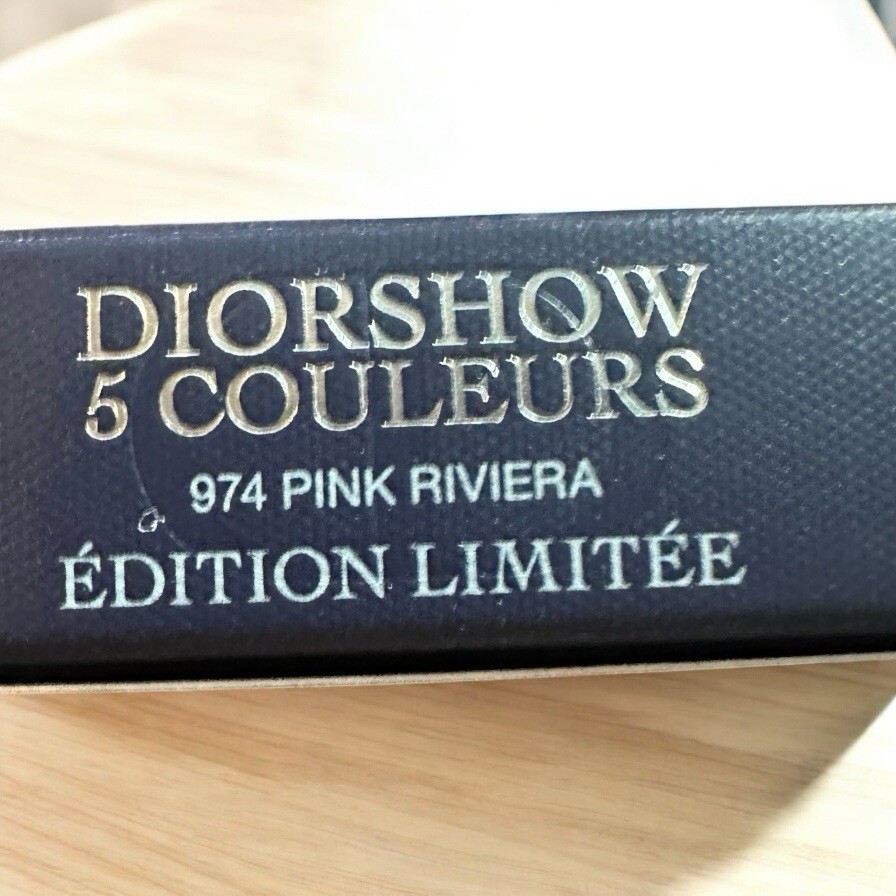 DIORSHOW
5 COULEURS
974 PINK RIVIERA
ÉDITION LIMITÉE